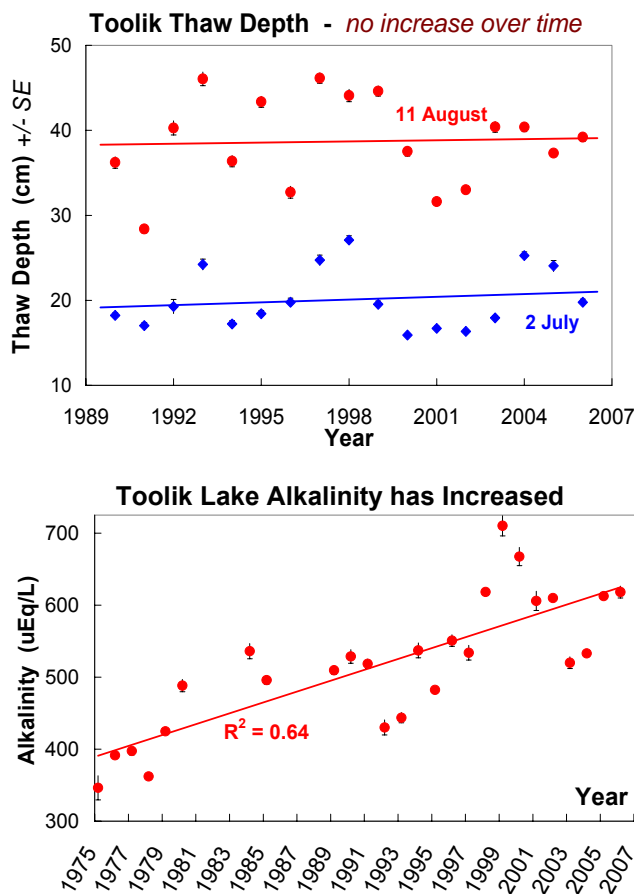 Toolik Thaw Depth - no increase over time
Thaw Depth (cm) +/- SE
50
40
30
20
10
11 August
2 July
1989 1992 1995 1998 2001 2004 2007
Year
Toolik Lake Alkalinity has Increased
Alkalinity (uEq/L)
700
600
500
400
300
R² = 0.64
Year
1975 1977 1979 1981 1983 1985 1987 1989 1991 1993 1995 1997 1999 2001 2003 2005 2007